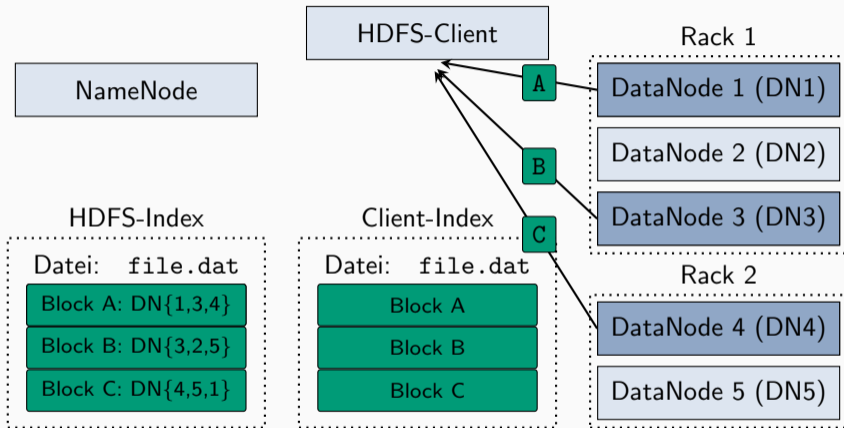 HDFS-Client
NameNode
Rack 1
DataNode 1 (DN1)
DataNode 2 (DN2)
DataNode 3 (DN3)
A
B
C
Rack 2
DataNode 4 (DN4)
DataNode 5 (DN5)
HDFS-Index
Datei: file.dat
Block A: DN{1,3,4}
Block B: DN{3,2,5}
Block C: DN{4,5,1}
Client-Index
Datei: file.dat
Block A
Block B
Block C